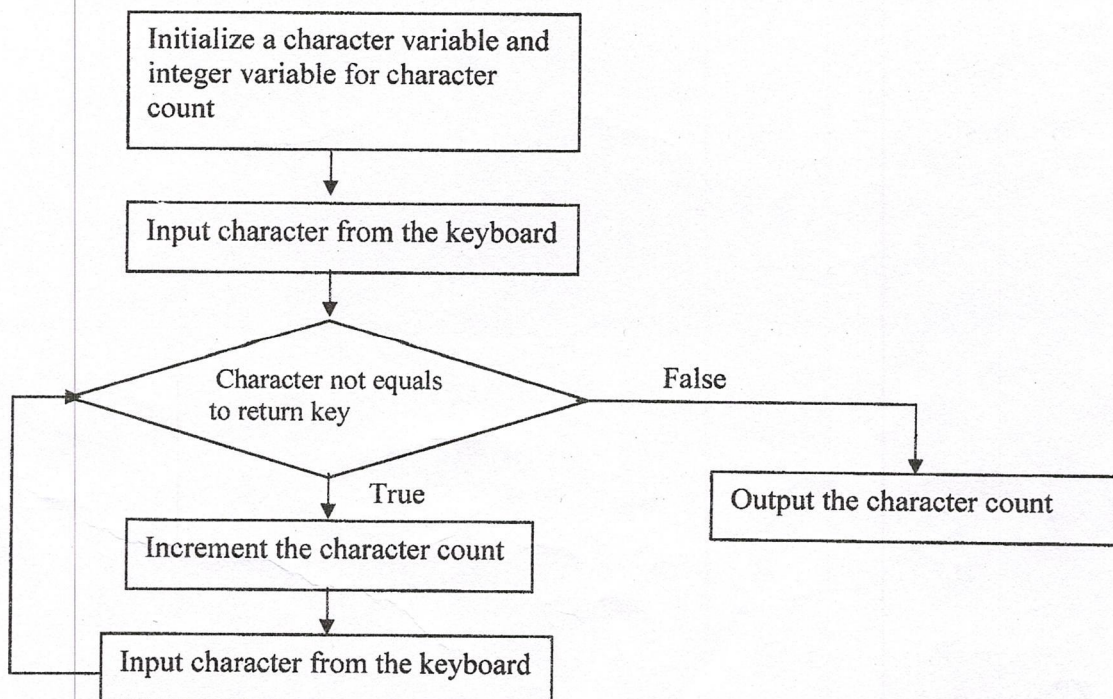 Initialize a character variable and
integer variable for character
count
Input character from the keyboard
Character not equals
to return key
False
True
Output the character count
Increment the character count
Input character from the keyboard